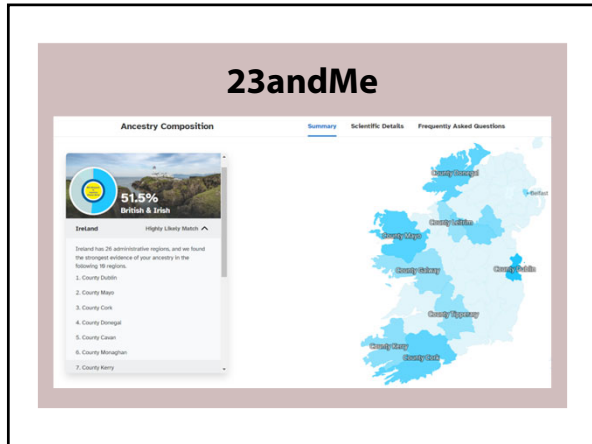 23andMe
Ancestry Composition
Summary Scientific Details Frequently Asked Questions
51.5%
British & Irish
Ireland Highly Likely Match
Ireland has 26 administrative regions, and we found
the strongest evidence of your ancestry in the
following 10 regions.
1. County Dublin
2. County Mayo
3. County Cork
4. County Donegal
5. County Cavan
6. County Monaghan
7. County Kerry
County Donegal
Belfast
County Leitrim
County Mayo
County Galway
County Dublin
County Tipperary
County Kerry
County Cork